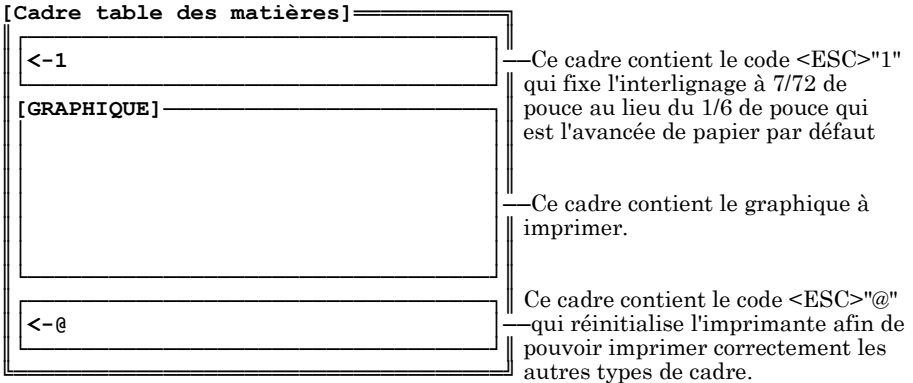 [Cadre table des matières]
<-1
Ce cadre contient le code <ESC>"1"
qui fixe l'interlignage à 7/72 de
pouce au lieu du 1/6 de pouce qui
est l'avancée de papier par défaut
[GRAPHIQUE]
Ce cadre contient le graphique à
imprimer.
<-@
Ce cadre contient le code <ESC>"@"
qui réinitialise l'imprimante afin de
pouvoir imprimer correctement les
autres types de cadre.